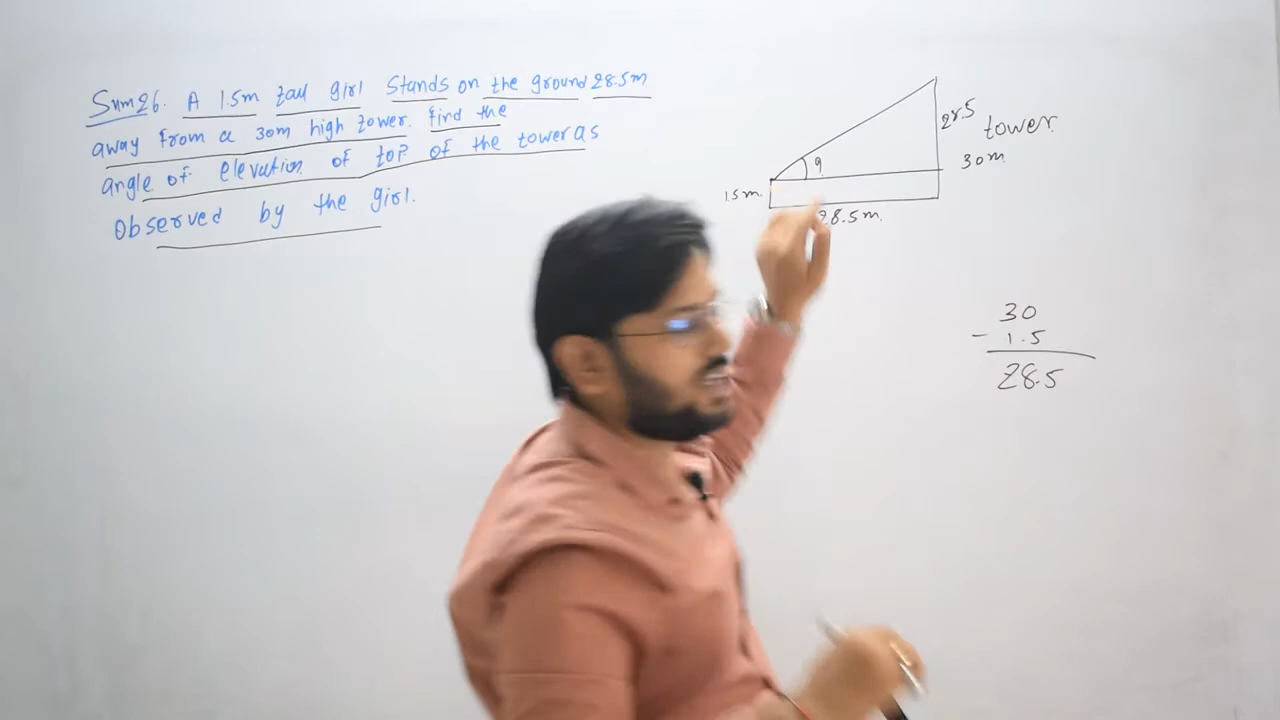 Sum26. A 1.5m tall girl Stands on the ground 28.5m
away from a 30m high tower. find the
angle of elevation of top of the tower as
Observed by the girl.
28.5
tower
θ
30m
1.5m.
28.5m.
30
- 1.5
28.5